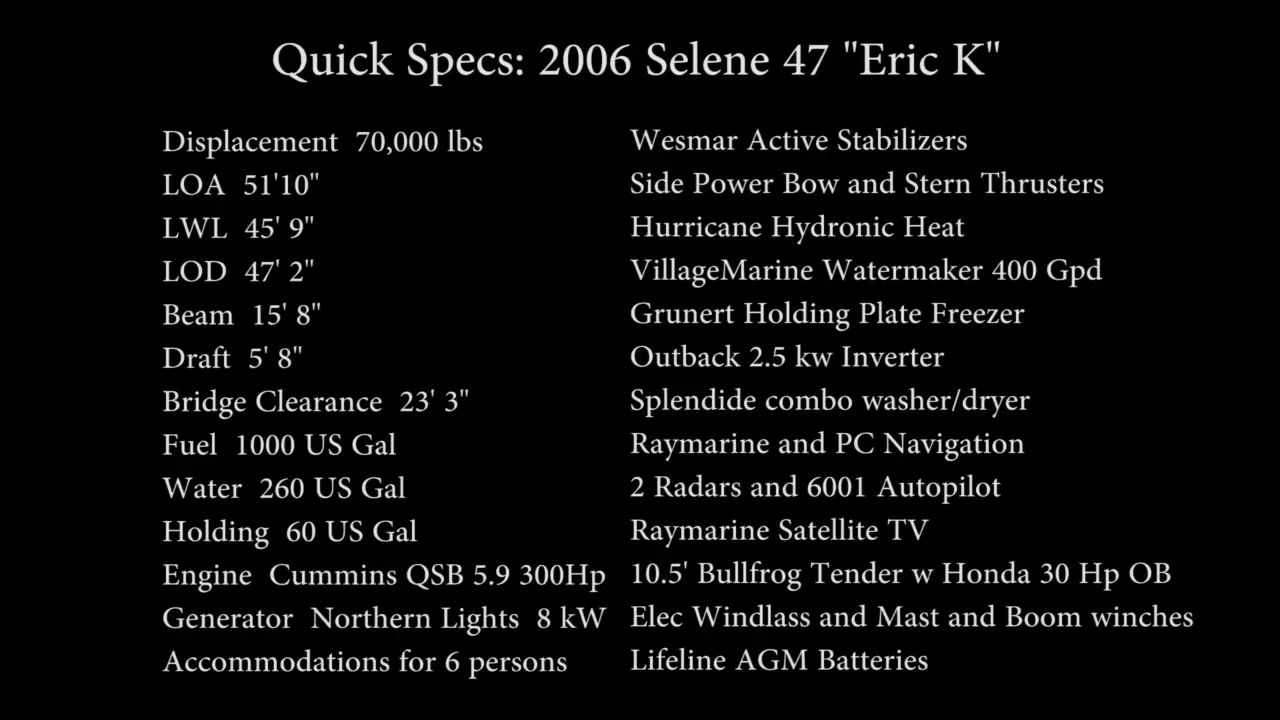 Quick Specs: 2006 Selene 47 "Eric K"
Displacement 70,000 lbs
LOA 51'10"
LWL 45' 9"
LOD 47' 2"
Beam 15' 8"
Draft 5' 8"
Bridge Clearance 23' 3"
Fuel 1000 US Gal
Water 260 US Gal
Holding 60 US Gal
Engine Cummins QSB 5.9 300Hp
Generator Northern Lights 8 kW
Accommodations for 6 persons
Wesmar Active Stabilizers
Side Power Bow and Stern Thrusters
Hurricane Hydronic Heat
VillageMarine Watermaker 400 Gpd
Grunert Holding Plate Freezer
Outback 2.5 kw Inverter
Splendide combo washer/dryer
Raymarine and PC Navigation
2 Radars and 6001 Autopilot
Raymarine Satellite TV
10.5' Bullfrog Tender w Honda 30 Hp OB
Elec Windlass and Mast and Boom winches
Lifeline AGM Batteries